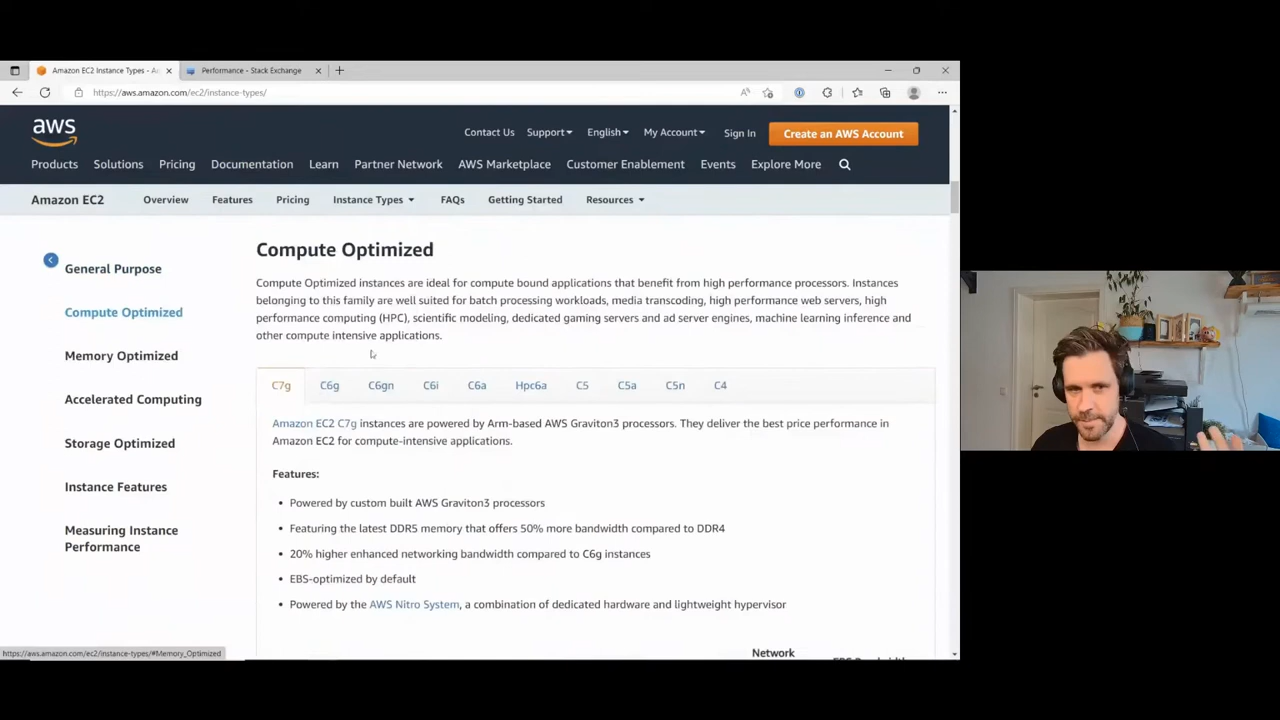 Amazon EC2 Instance Types - A
Performance - Stack Exchange
https://aws.amazon.com/ec2/instance-types/
aws
Contact Us Support English My Account Sign In Create an AWS Account
Products Solutions Pricing Documentation Learn Partner Network AWS Marketplace Customer Enablement Events Explore More
Amazon EC2 Overview Features Pricing Instance Types FAQs Getting Started Resources
General Purpose
Compute Optimized
Memory Optimized
Accelerated Computing
Storage Optimized
Instance Features
Measuring Instance
Performance
Compute Optimized
Compute Optimized instances are ideal for compute bound applications that benefit from high performance processors. Instances
belonging to this family are well suited for batch processing workloads, media transcoding, high performance web servers, high
performance computing (HPC), scientific modeling, dedicated gaming servers and ad server engines, machine learning inference and
other compute intensive applications.
C7g C6g C6gn C6i C6a Hpc6a C5 C5a C5n C4
Amazon EC2 C7g instances are powered by Arm-based AWS Graviton3 processors. They deliver the best price performance in
Amazon EC2 for compute-intensive applications.
Features:
• Powered by custom built AWS Graviton3 processors
• Featuring the latest DDR5 memory that offers 50% more bandwidth compared to DDR4
• 20% higher enhanced networking bandwidth compared to C6g instances
• EBS-optimized by default
• Powered by the AWS Nitro System, a combination of dedicated hardware and lightweight hypervisor
Network
https://aws.amazon.com/ec2/instance-types/#Memory_Optimized